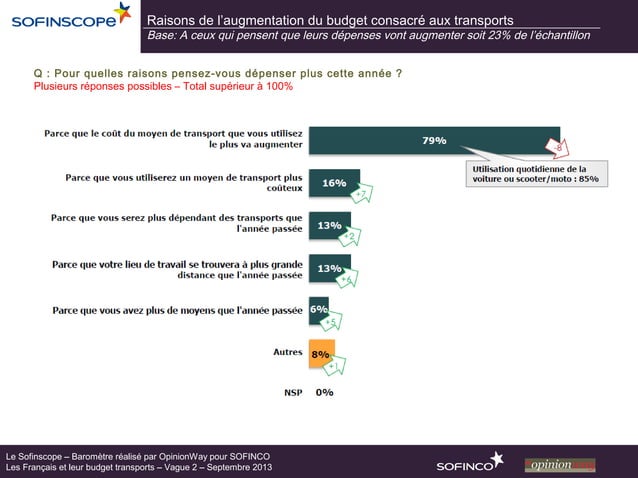 SOFINSCOPE
Raisons de l'augmentation du budget consacré aux transports
Base: A ceux qui pensent que leurs dépenses vont augmenter soit 23% de l'échantillon
Q : Pour quelles raisons pensez-vous dépenser plus cette année ?
Plusieurs réponses possibles – Total supérieur à 100%
Parce que le coût du moyen de transport que vous utilisez
le plus va augmenter
79%
-8
Utilisation quotidienne de la
voiture ou scooter/moto : 85%
Parce que vous utiliserez un moyen de transport plus
coûteux
16%
+7
Parce que vous serez plus dépendant des transports que
l'année passée
13%
+2
Parce que votre lieu de travail se trouvera à plus grande
distance que l'année passée
13%
+6
Parce que vous avez plus de moyens que l'année passée
6%
+5
Autres
8%
+1
NSP
0%
Le Sofinscope – Baromètre réalisé par OpinionWay pour SOFINCO
Les Français et leur budget transports – Vague 2 – Septembre 2013
SOFINCO
opinionway